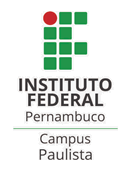 INSTITUTO
FEDERAL
Pernambuco
Campus
Paulista